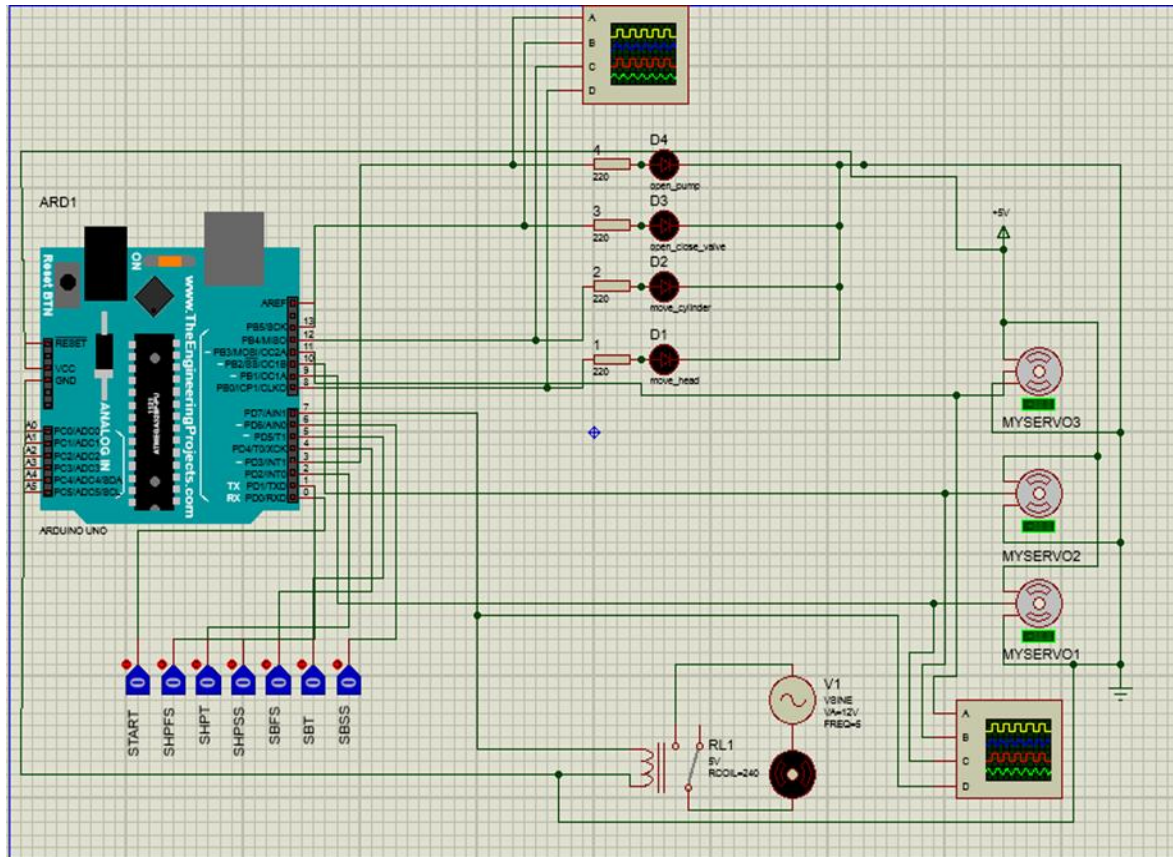 A
B
C
D
4
220
D4
open_pump
3
220
D3
open_close_valve
2
220
D2
move_cylinder
1
220
D1
move_head
ARD1
Reset BTN
ON
www.TheEngineeringProjects.com
ANALOG IN
RESET
VCC
GND
A0 PC0/ADC0
A1 PC1/ADC1
A2 PC2/ADC2
A3 PC3/ADC3
A4 PC4/ADC4/SDA
A5 PC5/ADC5/SCL
ARDUINO UNO
AREF
13 PB5/SCK
12 PB4/MISO
11 ~PB3/MOSI/OC2A
10 ~PB2/SS/OC1B
9 ~PB1/OC1A
8 PB0/ICP1/CLKO
7 PD7/AIN1
6 ~PD6/AIN0
5 ~PD5/T1
4 PD4/T0/XCK
3 ~PD3/INT1
2 PD2/INT0
1 TX PD1/TXD
0 RX PD0/RXD
+5V
MYSERVO3
MYSERVO2
MYSERVO1
0
0
0
0
0
0
0
START
SHPFS
SHPT
SHPSS
SBFS
SBT
SBSS
RL1
5V
RCOIL=240
V1
VSINE
VA=12V
FREQ=5
A
B
C
D